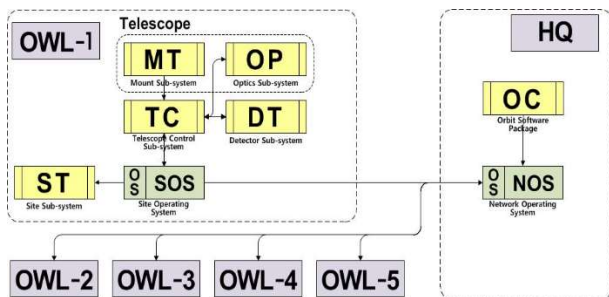 Telescope
OWL-1
HQ
MT
OP
Mount Sub-system
Optics Sub-system
TC
DT
OC
Telescope Control
Sub-system
Detector Sub-system
Orbit Software
Package
ST
OS
SOS
OS
NOS
Site Sub-system
Site Operating
System
Network Operating
System
OWL-2
OWL-3
OWL-4
OWL-5